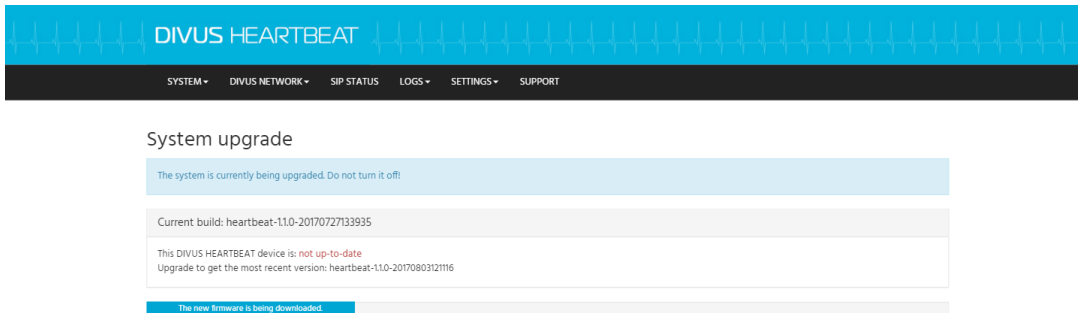 DIVUS HEARTBEAT
SYSTEM DIVUS NETWORK SIP STATUS LOGS SETTINGS SUPPORT
System upgrade
The system is currently being upgraded. Do not turn it off!
Current build: heartbeat-1.1.0-20170727133935
This DIVUS HEARTBEAT device is: not up-to-date
Upgrade to get the most recent version: heartbeat-1.1.0-20170803121116
The new firmware is being downloaded.